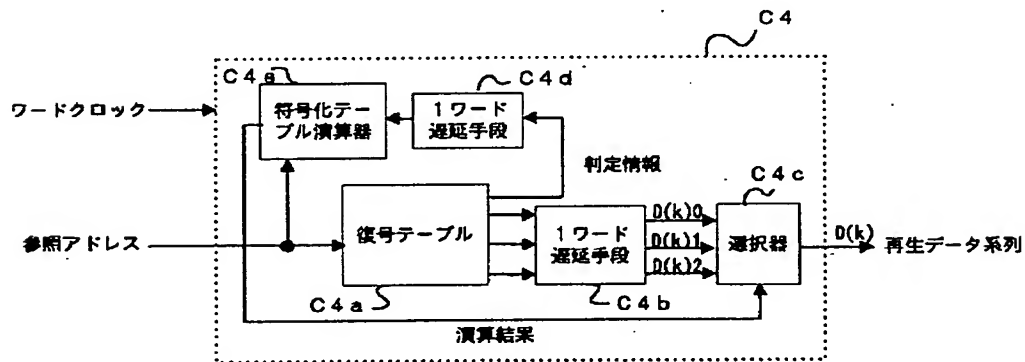 C4
C4e
C4d
ワードクロック
符号化テー
ブル演算器
1ワード
遅延手段
判定情報
C4c
参照アドレス
復号テーブル
1ワード
遅延手段
D(k)0
D(k)1
D(k)2
選択器
D(k)
再生データ系列
C4a
C4b
演算結果